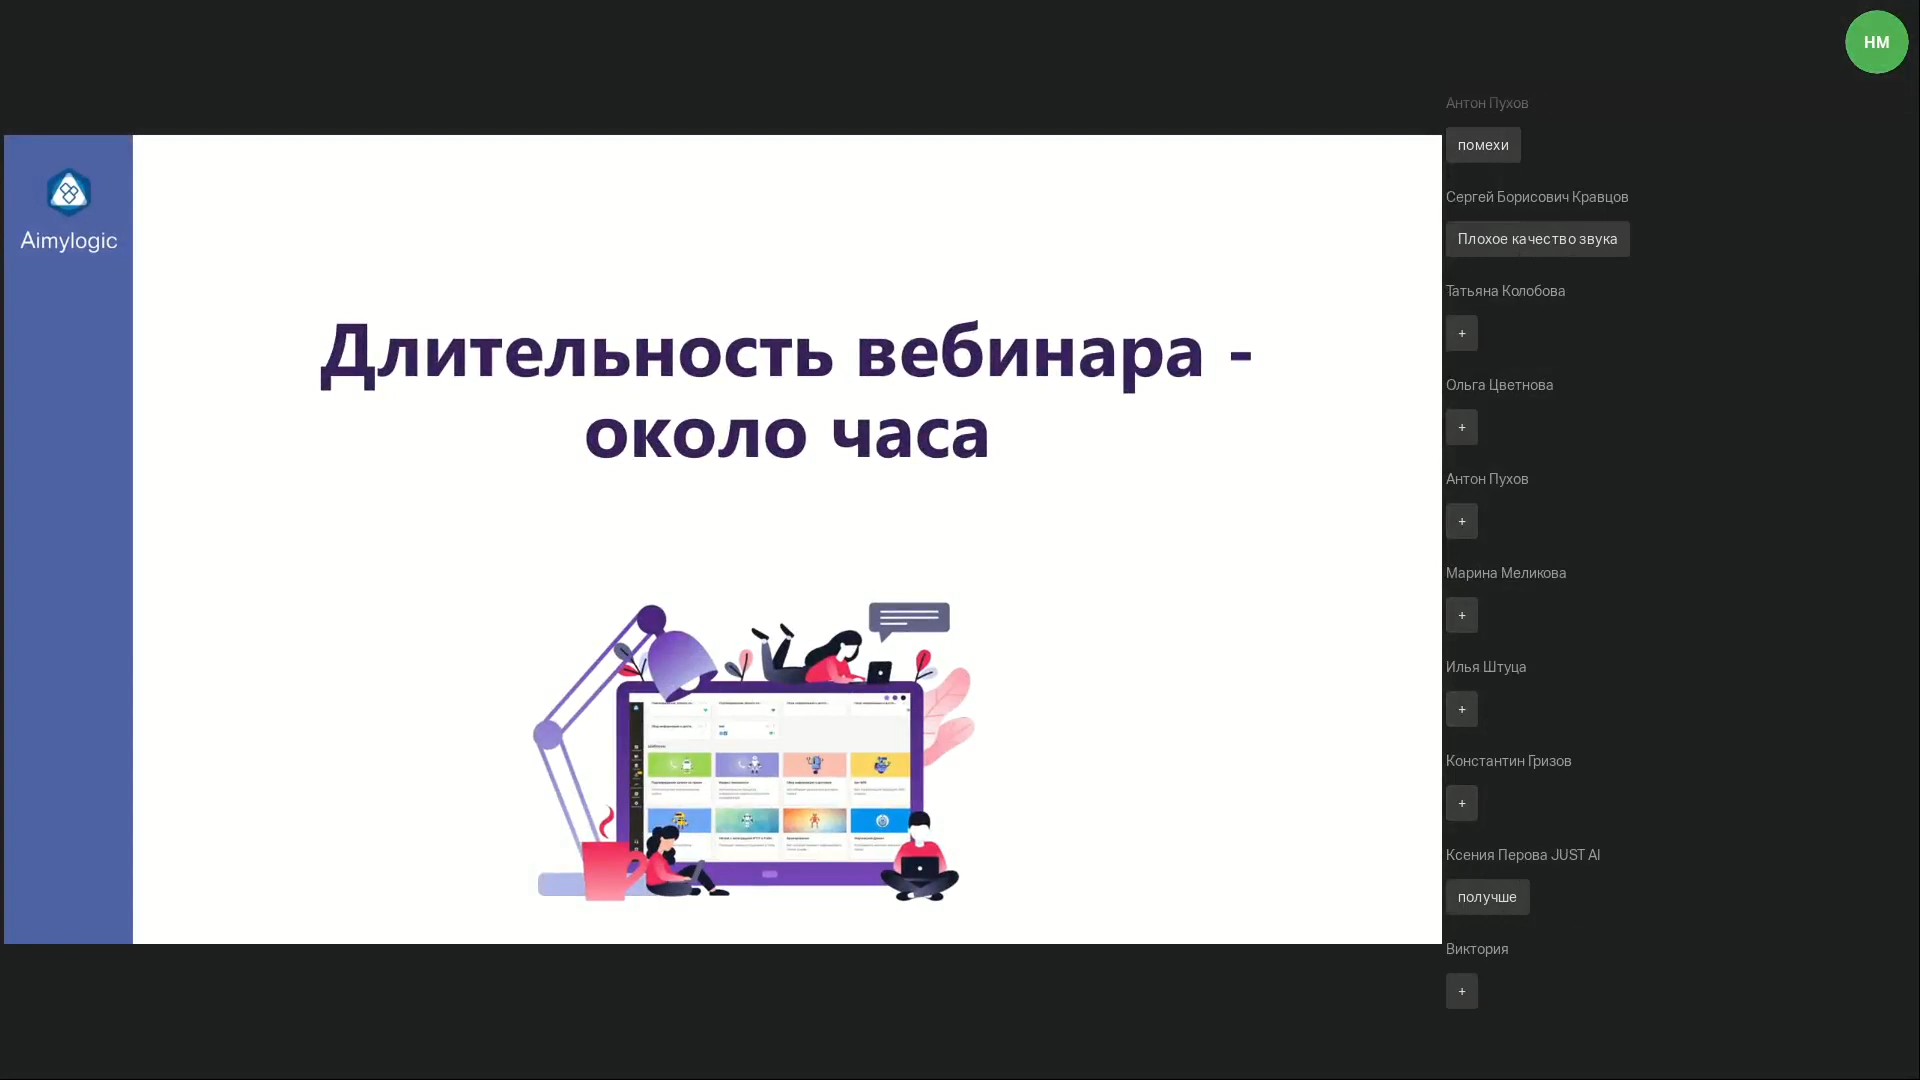 НМ
Aimylogic
Длительность вебинара -
около часа
Антон Пухов
помехи
Сергей Борисович Кравцов
Плохое качество звука
Татьяна Колобова
+
Ольга Цветнова
+
Антон Пухов
+
Марина Меликова
+
Илья Штуца
+
Константин Гризов
+
Ксения Перова JUST AI
получше
Виктория
+